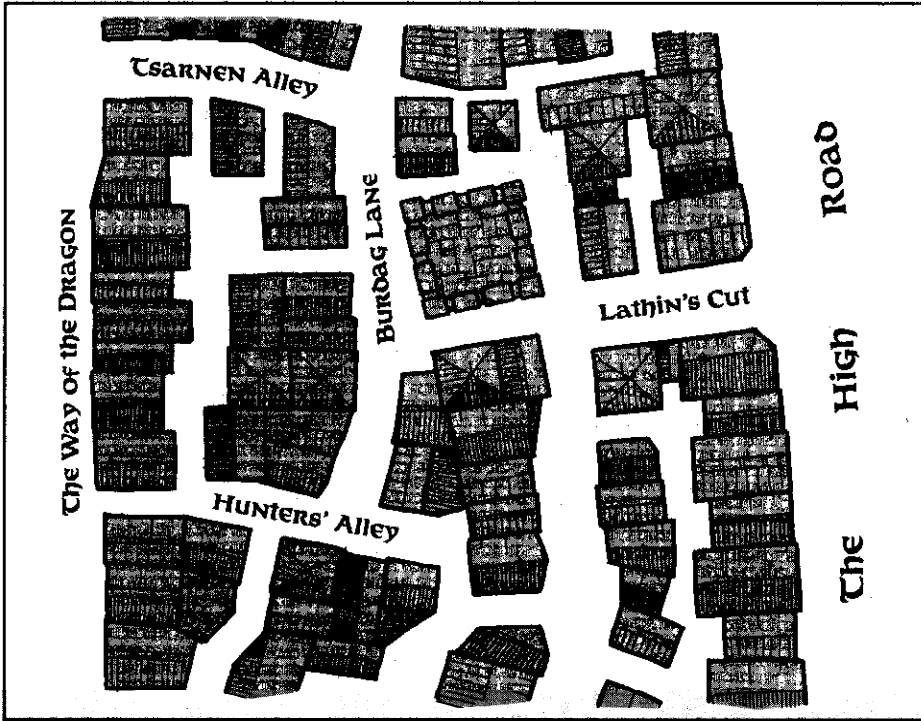 Tsarnen Alley
The Way of the Dragon
Burdag Lane
Lathin's Cut
Hunters' Alley
The High Road